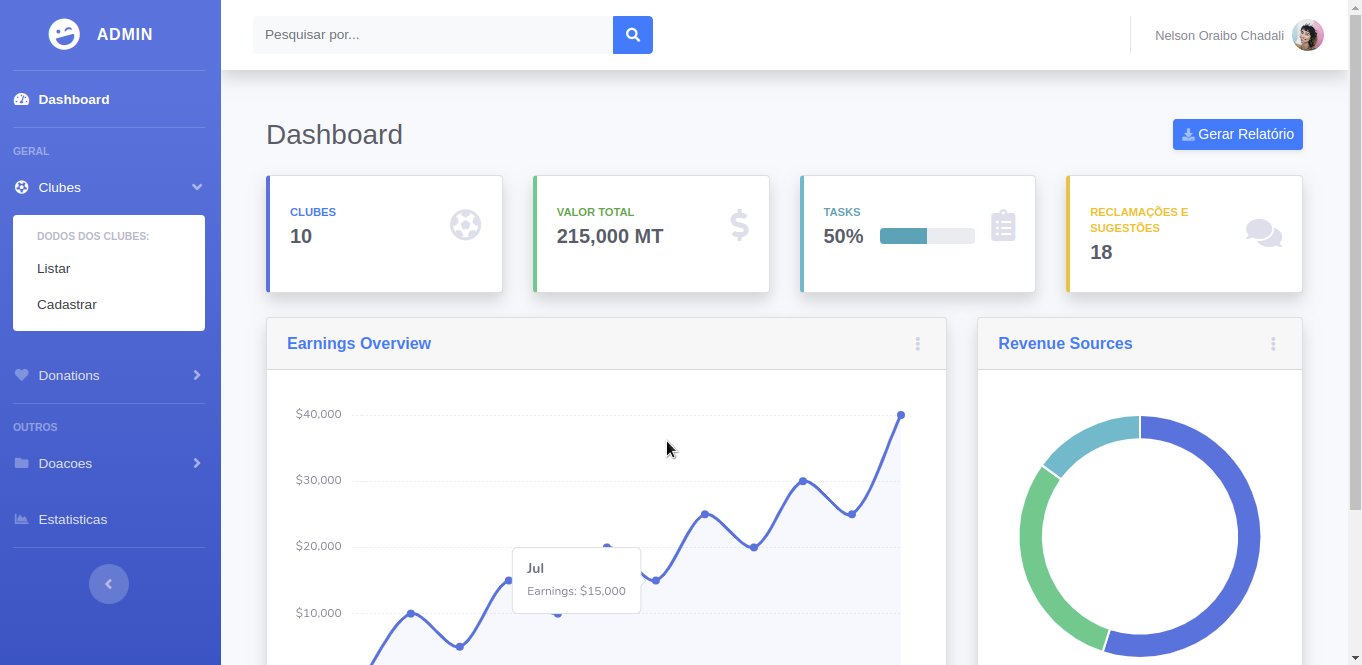 ADMIN
Pesquisar por...
Nelson Oraibo Chadali
Dashboard
GERAL
Clubes
DODOS DOS CLUBES:
Listar
Cadastrar
Donations
OUTROS
Doacoes
Estatisticas
Dashboard
Gerar Relatório
CLUBES
10
VALOR TOTAL
215,000 MT
TASKS
50%
RECLAMAÇÕES E
SUGESTÕES
18
Earnings Overview
$40,000
$30,000
$20,000
$10,000
Jul
Earnings: $15,000
Revenue Sources